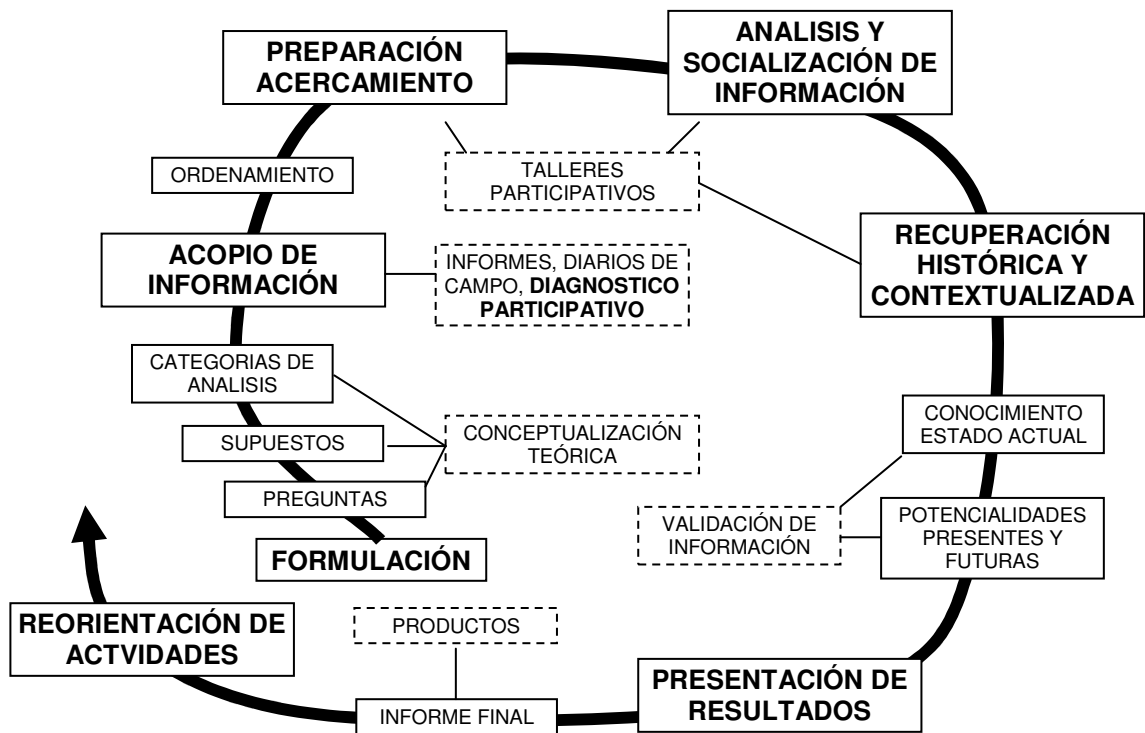 PREPARACIÓN
ACERCAMIENTO
ANALISIS Y
SOCIALIZACIÓN DE
INFORMACIÓN
ORDENAMIENTO
TALLERES
PARTICIPATIVOS
ACOPIO DE
INFORMACIÓN
INFORMES, DIARIOS DE
CAMPO, DIAGNOSTICO
PARTICIPATIVO
RECUPERACIÓN
HISTÓRICA Y
CONTEXTUALIZADA
CATEGORIAS DE
ANALISIS
SUPUESTOS
PREGUNTAS
CONCEPTUALIZACIÓN
TEÓRICA
CONOCIMIENTO
ESTADO ACTUAL
VALIDACIÓN DE
INFORMACIÓN
POTENCIALIDADES
PRESENTES Y
FUTURAS
FORMULACIÓN
REORIENTACIÓN DE
ACTVIDADES
PRODUCTOS
INFORME FINAL
PRESENTACIÓN DE
RESULTADOS